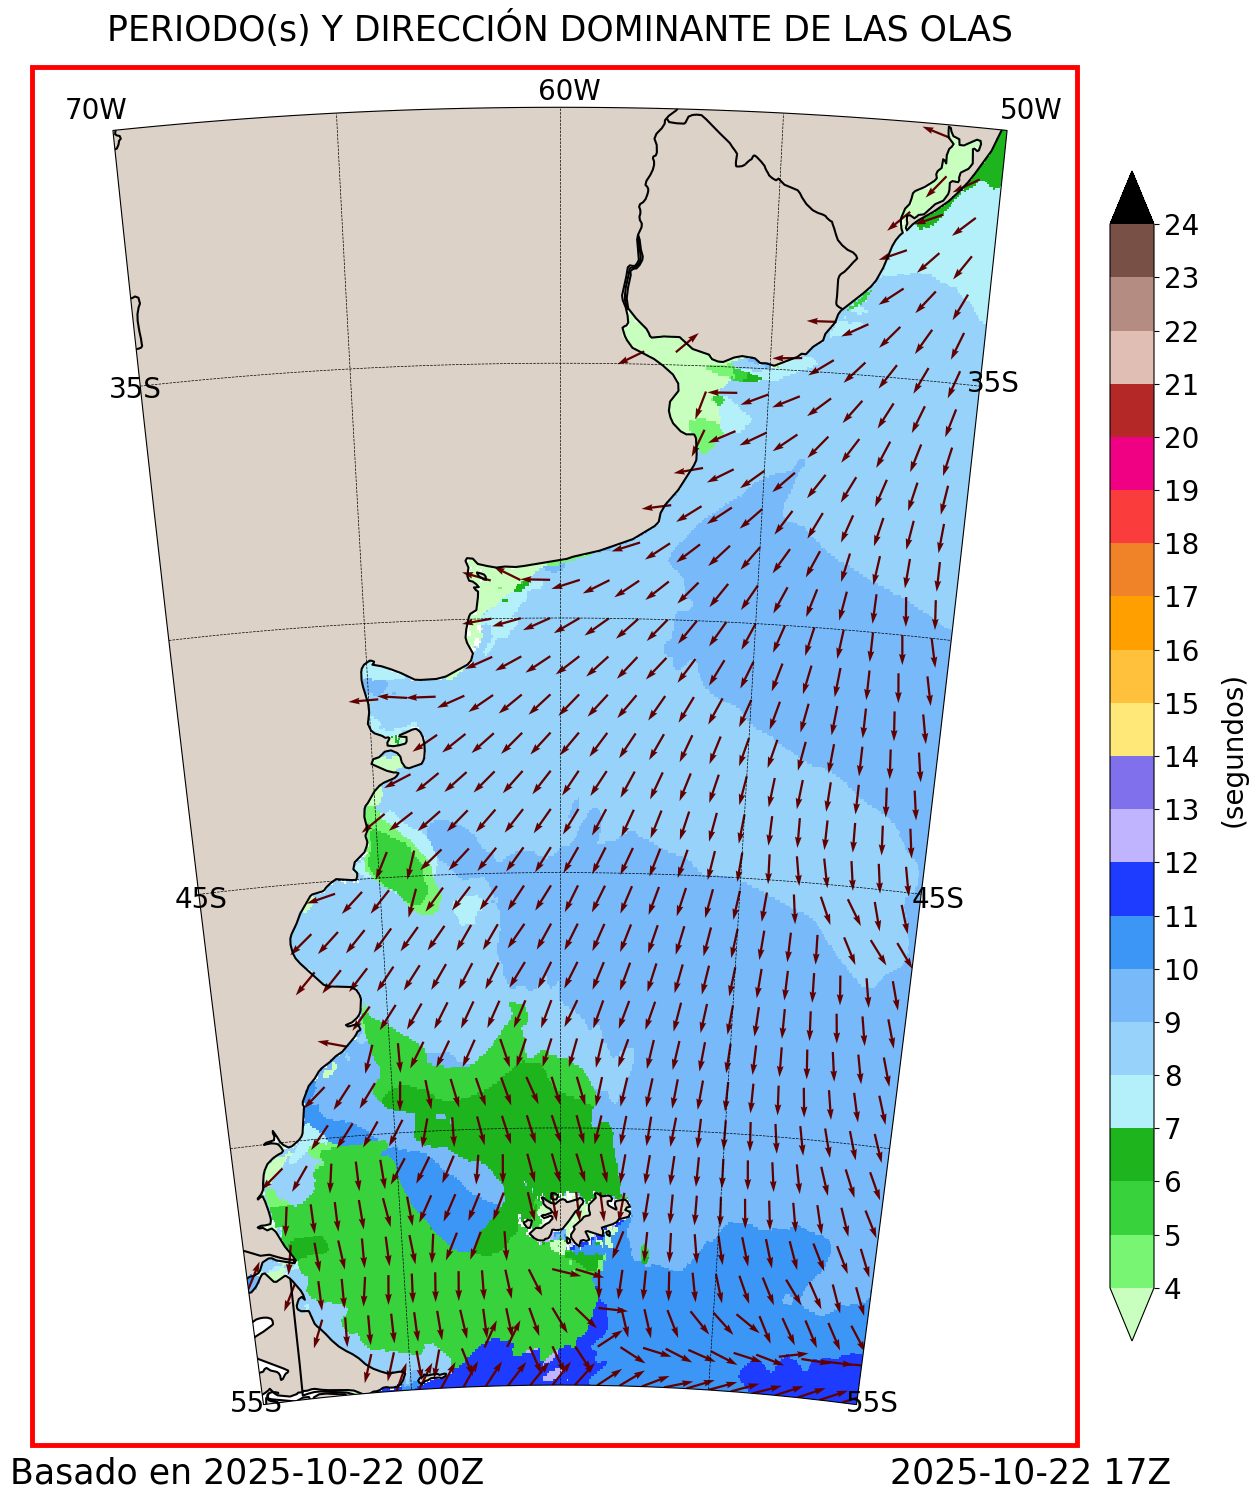 PERIODO(s) Y DIRECCIÓN DOMINANTE DE LAS OLAS
70W
60W
50W
35S
35S
45S
45S
55S
55S
24
23
22
21
20
19
18
17
16
15
14
13
12
11
10
9
8
7
6
5
4
(segundos)
Basado en 2025-10-22 00Z
2025-10-22 17Z